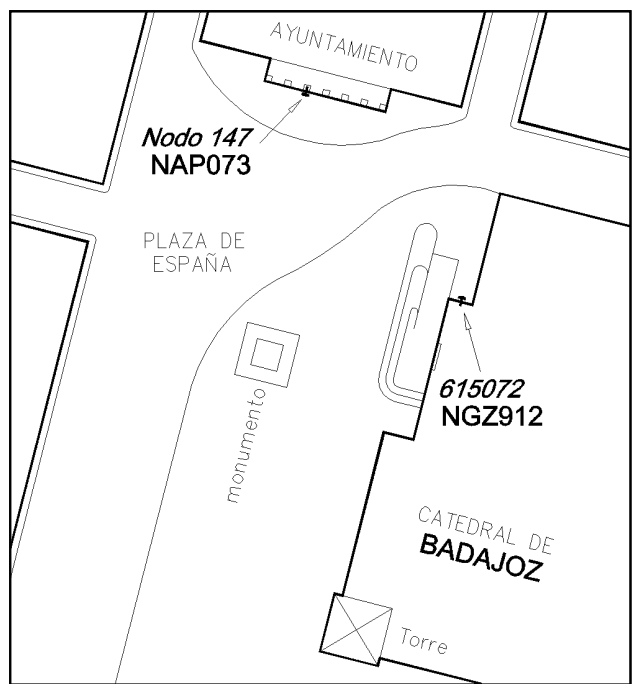 AYUNTAMIENTO
Nodo 147
NAP073
PLAZA DE
ESPAÑA
615072
NGZ912
monumento
CATEDRAL DE
BADAJOZ
Torre